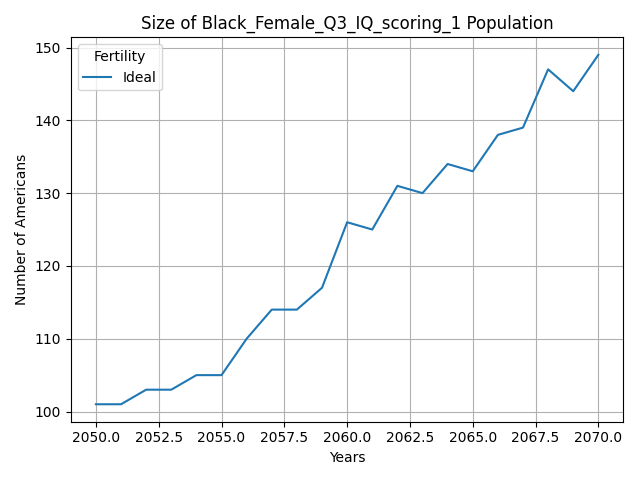 Size of Black_Female_Q3_IQ_scoring_1 Population
Fertility
Ideal
150
140
130
120
110
100
Number of Americans
2050.0 2052.5 2055.0 2057.5 2060.0 2062.5 2065.0 2067.5 2070.0
Years